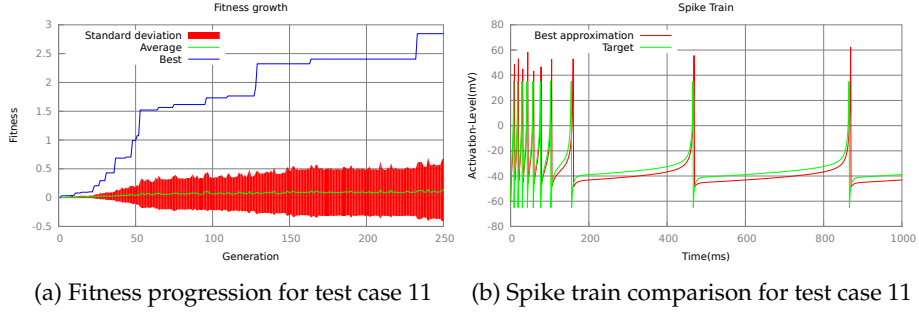 Fitness growth
Standard deviation
Average
Best
Fitness
3
2.5
2
1.5
1
0.5
0
-0.5
0 50 100 150 200 250
Generation
(a) Fitness progression for test case 11
Spike Train
Best approximation
Target
Activation-Level(mV)
80
60
40
20
0
-20
-40
-60
-80
0 200 400 600 800 1000
Time(ms)
(b) Spike train comparison for test case 11